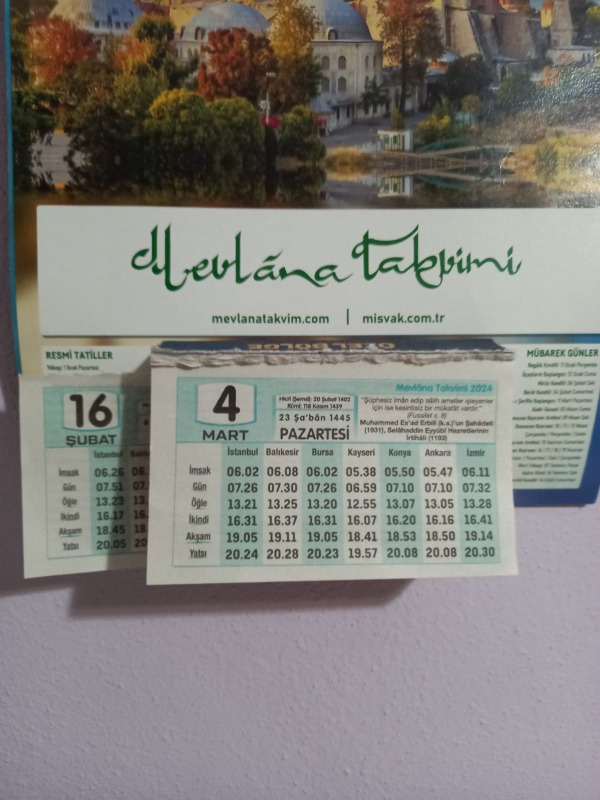 Mevlâna Takvimi
mevlanatakvim.com | misvak.com.tr
RESMİ TATİLLER
Yılbaşı: 1 Ocak Pazartesi
MÜBAREK GÜNLER
16
ŞUBAT
İstanbul
İmsak 06.26
Gün 07.51
Öğle 13.23
İkindi 16.17
Akşam 18.45
Yatsı 20.05
4
MART
Hicri Şemsî: 20 Şubat 1402
Rûmî: 118 Kasım 1439
23 Şa'bân 1445
PAZARTESİ
Mevlâna Takvimi 2024
"Şüphesiz îmân edip sâlih ameller işleyenler
için ise kesintisiz bir mükâfât vardır."
(Fussilet s. 8)
Muhammed Es'ad Erbilî (k.s.)'un Şehâdeti
(1931), Selâhaddin Eyyûbî Hazretlerinin
İrtihâli (1193)
İstanbul Balıkesir Bursa Kayseri Konya Ankara İzmir
İmsak 06.02 06.08 06.02 05.38 05.50 05.47 06.11
Gün 07.26 07.30 07.26 06.59 07.10 07.10 07.32
Öğle 13.21 13.25 13.20 12.55 13.07 13.05 13.28
İkindi 16.31 16.37 16.31 16.07 16.20 16.16 16.41
Akşam 19.05 19.11 19.05 18.41 18.53 18.50 19.14
Yatsı 20.24 20.28 20.23 19.57 20.08 20.08 20.30